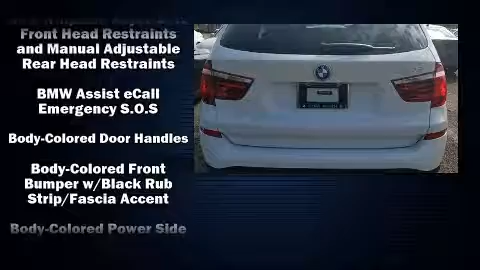 Front Head Restraints
and Manual Adjustable
Rear Head Restraints
BMW Assist eCall
Emergency S.O.S
Body-Colored Door Handles
Body-Colored Front
Bumper w/Black Rub
Strip/Fascia Accent
Body-Colored Power Side